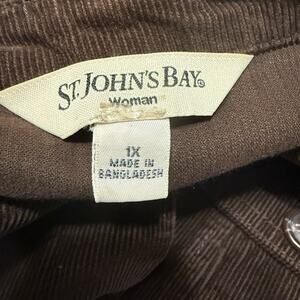 ST. JOHN'S BAY®
Woman
1X
MADE IN
BANGLADESH